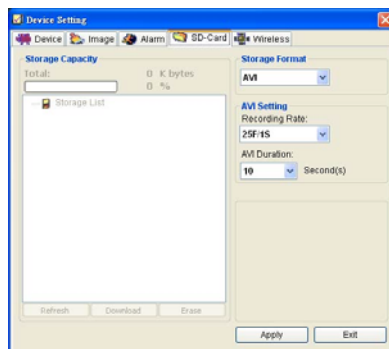 Device Setting
Device Image Alarm SD-Card Wireless
Storage Capacity
Total: 0 K bytes
0 %
Storage List
Refresh Download Erase
Storage Format
AVI
AVI Setting
Recording Rate:
25F/1S
AVI Duration:
10 Second(s)
Apply Exit